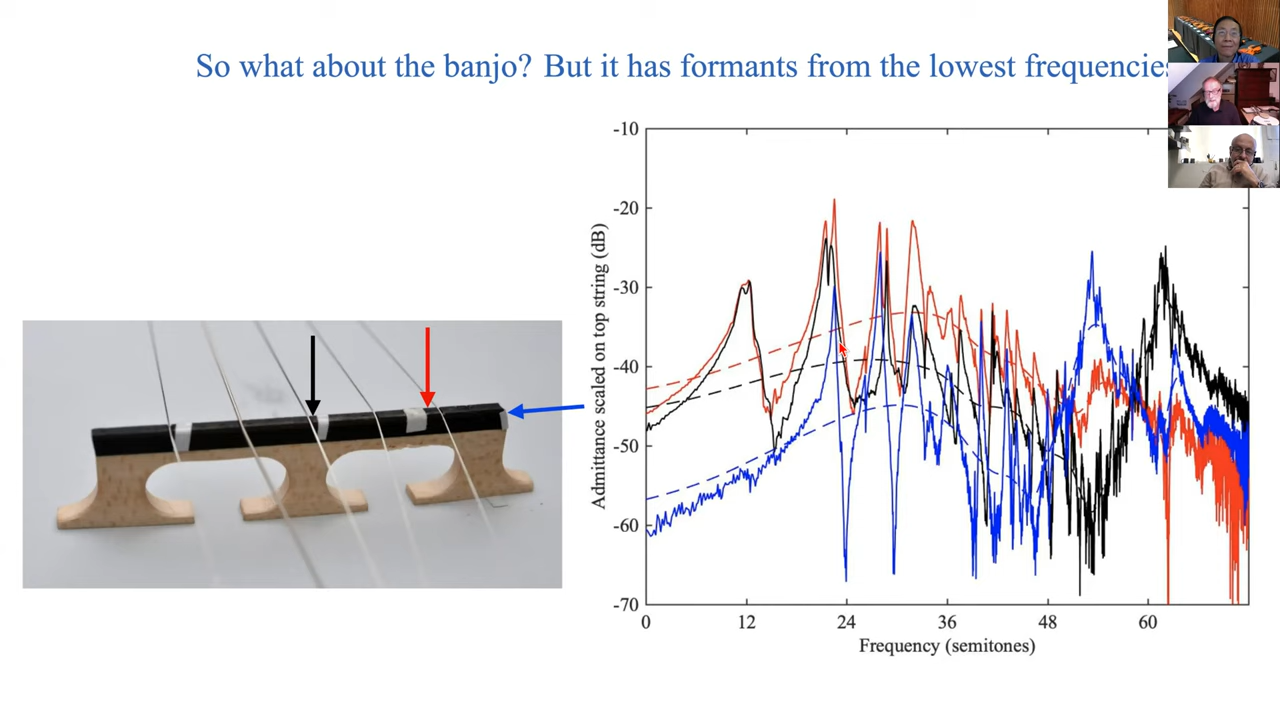 So what about the banjo? But it has formants from the lowest frequencies
Admittance scaled on top string (dB)
-10
-20
-30
-40
-50
-60
-70
0 12 24 36 48 60
Frequency (semitones)